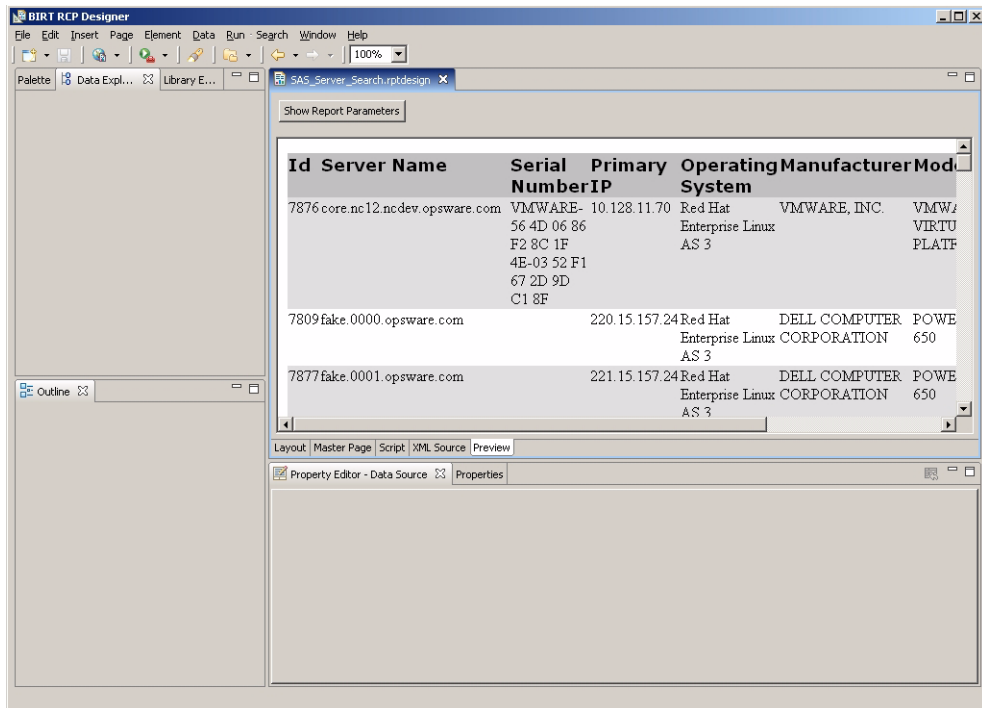 BIRT RCP Designer
File Edit Insert Page Element Data Run Search Window Help
100%
Palette Data Expl... Library E...
SAS_Server_Search.rptdesign
Show Report Parameters
Id Server Name Serial Number Primary IP Operating System Manufacturer
7876 core.nc12.ncdev.opsware.com VMWARE- 10.128.11.70 Red Hat VMWARE, INC.
56 4D 06 86 Enterprise Linux VIRTU
F2 8C 1F AS 3 PLATF
4E-03 52 F1
67 2D 9D
C1 8F
7809 fake.0000.opsware.com 220.15.157.24 Red Hat DELL COMPUTER POWE
Enterprise Linux CORPORATION 650
AS 3
7877 fake.0001.opsware.com 221.15.157.24 Red Hat DELL COMPUTER POWE
Enterprise Linux CORPORATION 650
AS 3
Outline
Layout Master Page Script XML Source Preview
Property Editor - Data Source Properties